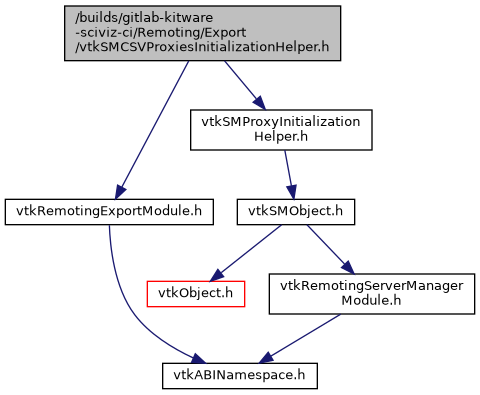 /builds/gitlab-kitware
-sciviz-ci/Remoting/Export
/vtkSMCSVProxiesInitializationHelper.h
vtkSMProxyInitialization
Helper.h
vtkRemotingExportModule.h
vtkSMObject.h
vtkObject.h
vtkRemotingServerManager
Module.h
vtkABINamespace.h